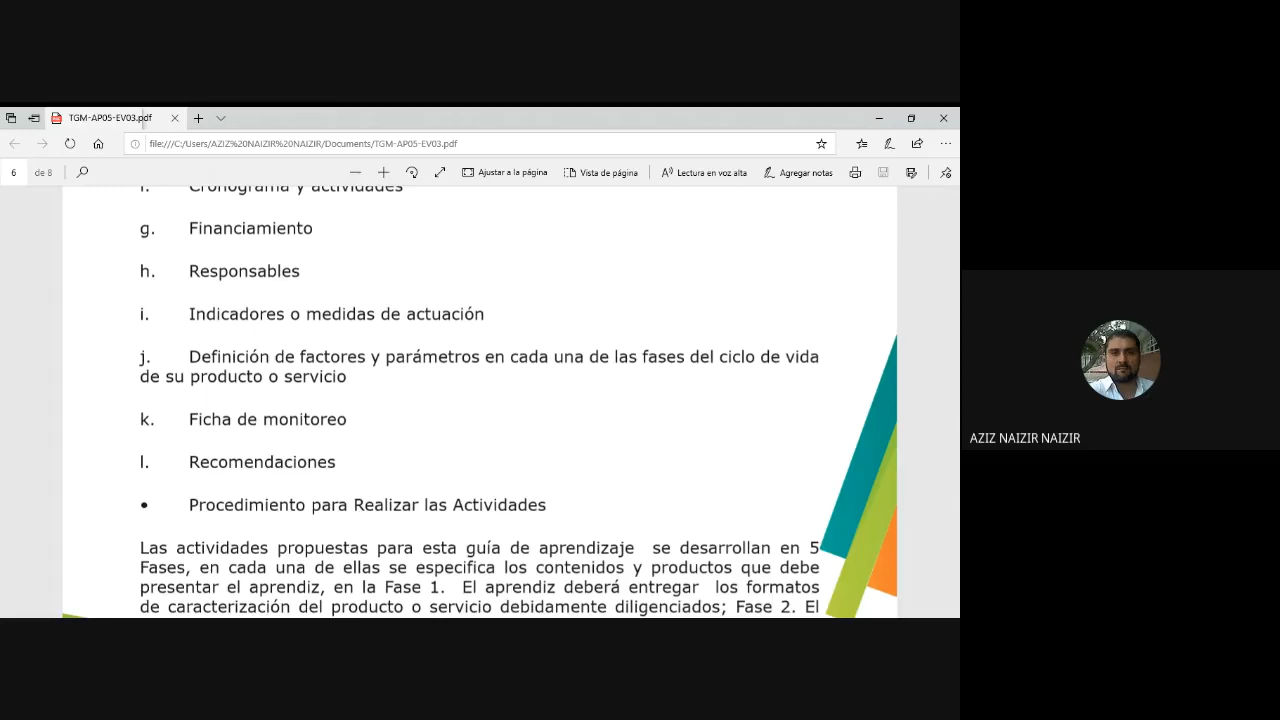 TGM-AP05-EV03.pdf
file:///C:/Users/AZIZ%20NAIZIR%20NAIZIR/Documents/TGM-AP05-EV03.pdf
6 de 8 Ajustar a la página Vista de página Lectura en voz alta Agregar notas
f. Cronograma y actividades
g. Financiamiento
h. Responsables
i. Indicadores o medidas de actuación
j. Definición de factores y parámetros en cada una de las fases del ciclo de vida
de su producto o servicio
k. Ficha de monitoreo
l. Recomendaciones
• Procedimiento para Realizar las Actividades
Las actividades propuestas para esta guía de aprendizaje se desarrollan en 5
Fases, en cada una de ellas se especifica los contenidos y productos que debe
presentar el aprendiz, en la Fase 1. El aprendiz deberá entregar los formatos
de caracterización del producto o servicio debidamente diligenciados; Fase 2. El
AZIZ NAIZIR NAIZIR